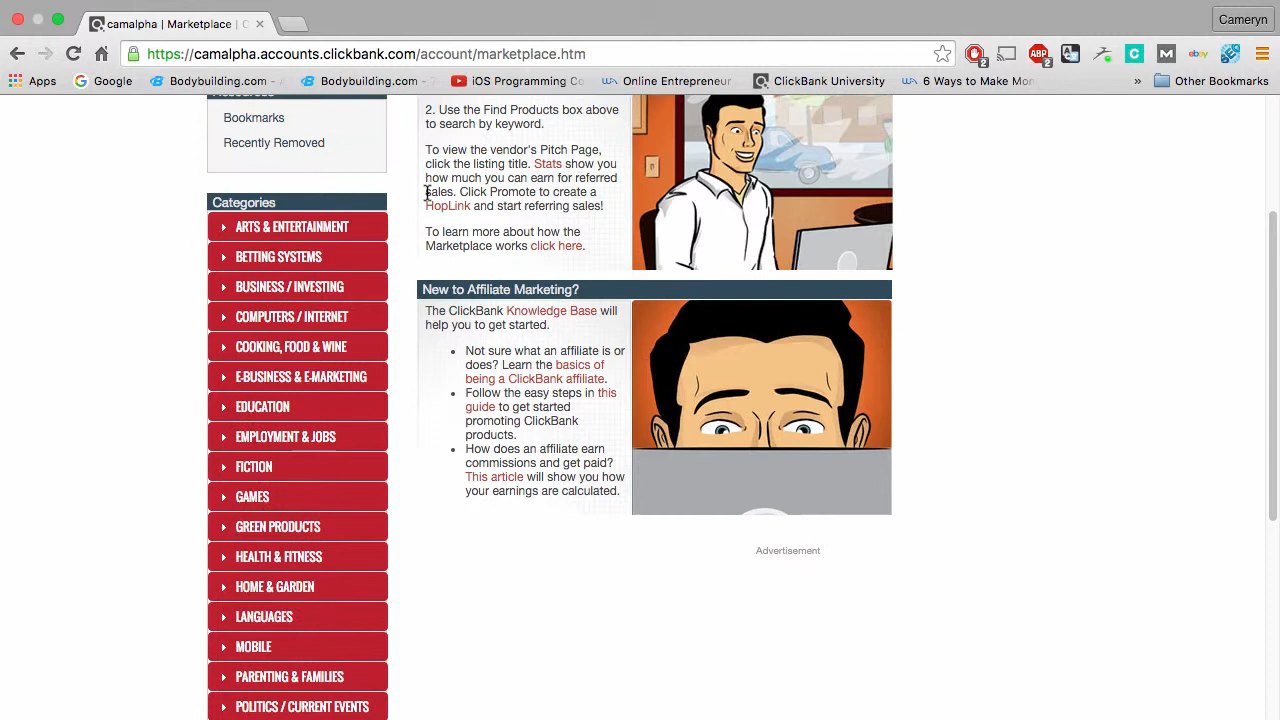 camalpha | Marketplace | C
Cameryn
https://camalpha.accounts.clickbank.com/account/marketplace.htm
ABP
2
2
C
M
ebay
Apps
Google
Bodybuilding.com -
Bodybuilding.com - 7
iOS Programming Co
Online Entrepreneur
ClickBank University
6 Ways to Make Mon
»
Other Bookmarks
Resources
Bookmarks
Recently Removed
Categories
ARTS & ENTERTAINMENT
BETTING SYSTEMS
BUSINESS / INVESTING
COMPUTERS / INTERNET
COOKING, FOOD & WINE
E-BUSINESS & E-MARKETING
EDUCATION
EMPLOYMENT & JOBS
FICTION
GAMES
GREEN PRODUCTS
HEALTH & FITNESS
HOME & GARDEN
LANGUAGES
MOBILE
PARENTING & FAMILIES
POLITICS / CURRENT EVENTS
2. Use the Find Products box above
to search by keyword.
To view the vendor's Pitch Page,
click the listing title. Stats show you
how much you can earn for referred
sales. Click Promote to create a
HopLink and start referring sales!
To learn more about how the
Marketplace works click here.
New to Affiliate Marketing?
The ClickBank Knowledge Base will
help you to get started.
• Not sure what an affiliate is or
does? Learn the basics of
being a ClickBank affiliate.
• Follow the easy steps in this
guide to get started
promoting ClickBank
products.
• How does an affiliate earn
commissions and get paid?
This article will show you how
your earnings are calculated.
Advertisement